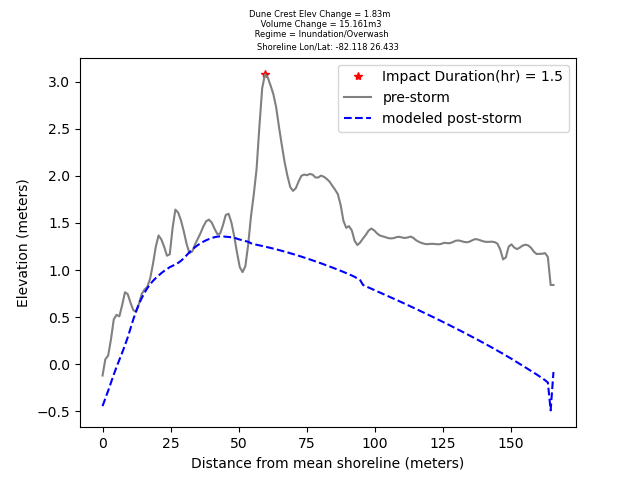 Dune Crest Elev Change = 1.83m
Volume Change = 15.161m3
Regime = Inundation/Overwash
Shoreline Lon/Lat: -82.118 26.433
Impact Duration(hr) = 1.5
pre-storm
modeled post-storm
3.0
2.5
2.0
1.5
1.0
0.5
0.0
−0.5
Elevation (meters)
0 25 50 75 100 125 150
Distance from mean shoreline (meters)